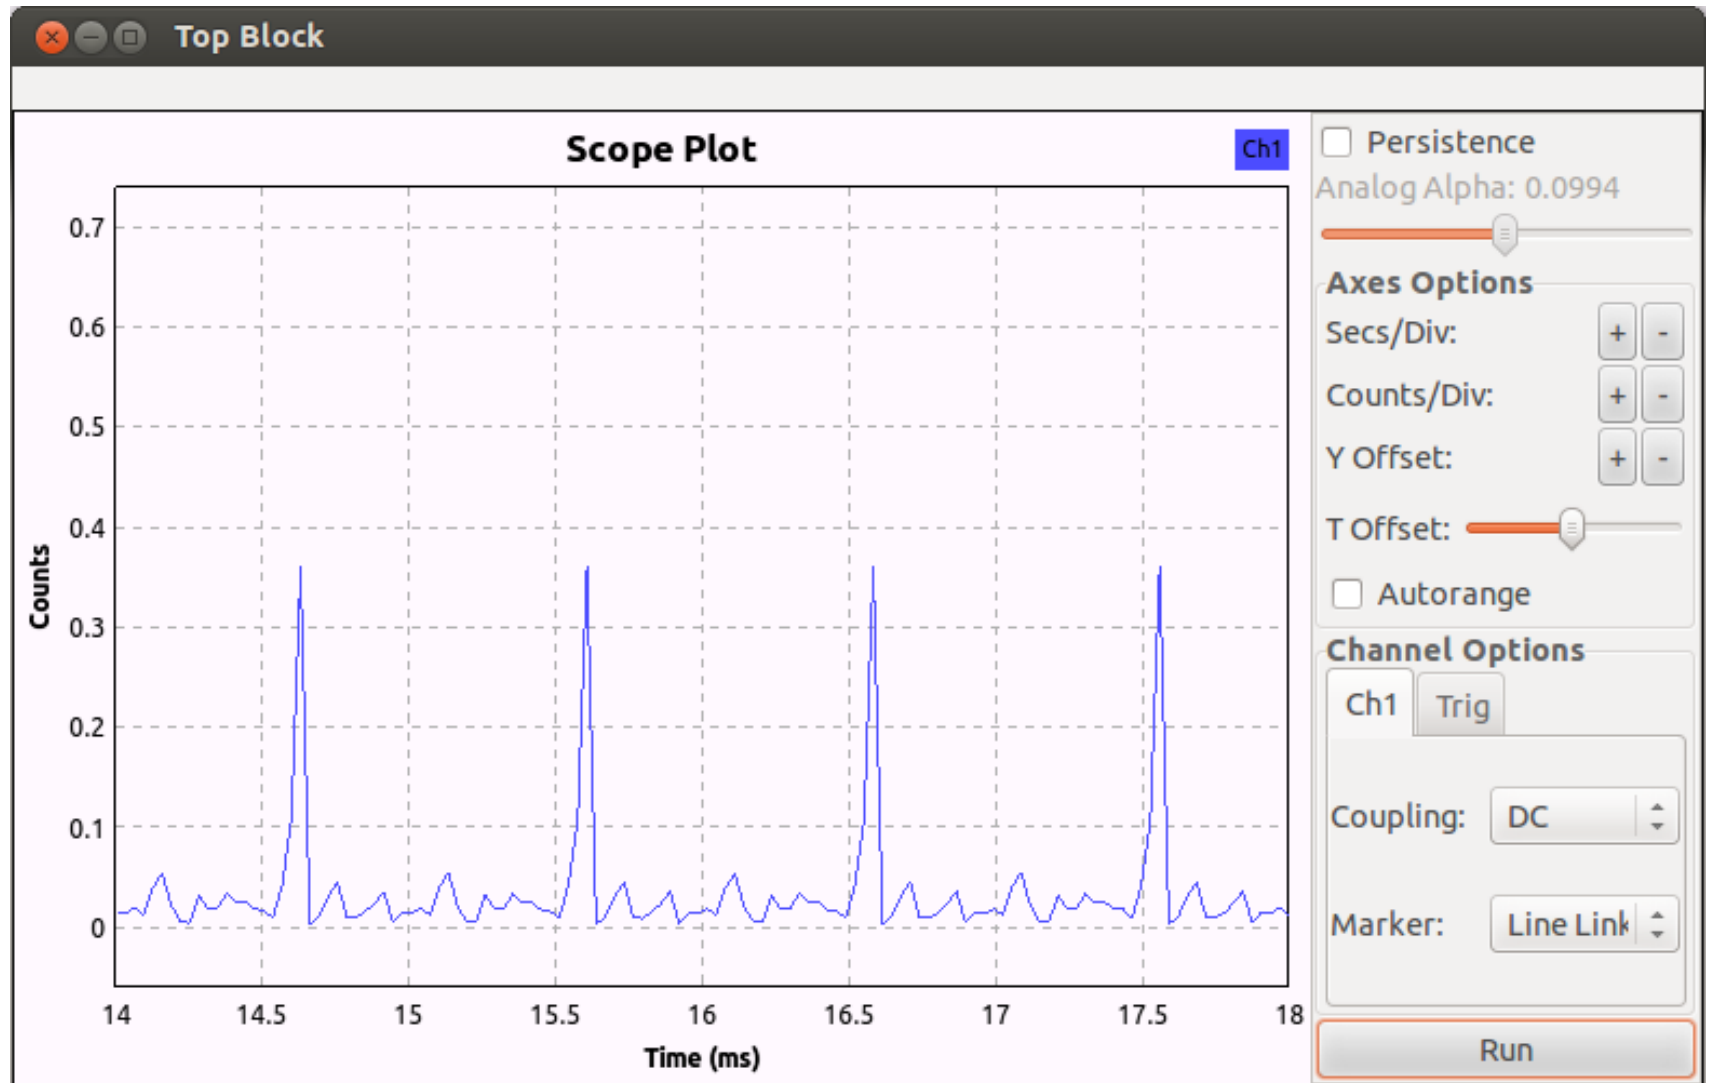 Top Block
Scope Plot
Ch1
0.7
0.6
0.5
0.4
0.3
0.2
0.1
0
Counts
14 14.5 15 15.5 16 16.5 17 17.5 18
Time (ms)
Persistence
Analog Alpha: 0.0994
Axes Options
Secs/Div: + -
Counts/Div: + -
Y Offset: + -
T Offset:
Autorange
Channel Options
Ch1 Trig
Coupling: DC
Marker: Line Link
Run